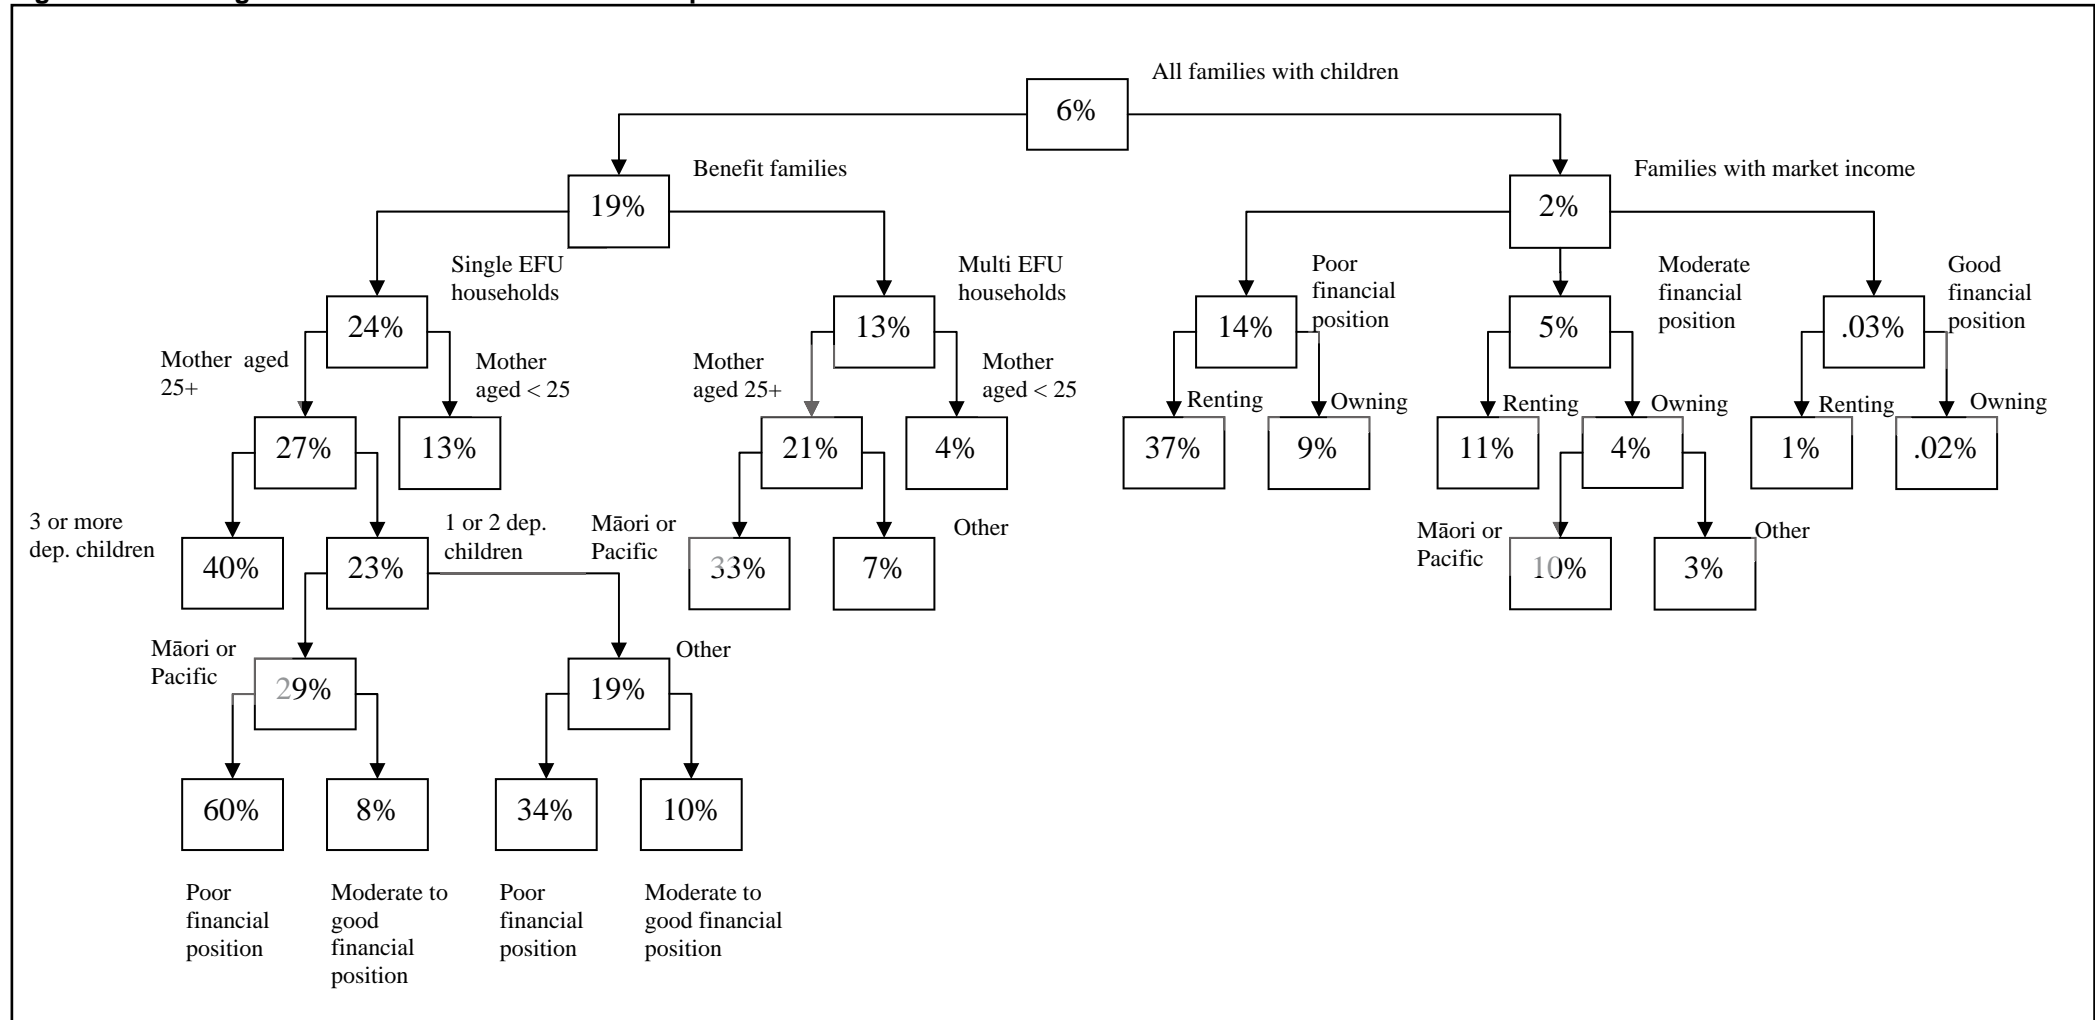 All families with children
6%
Benefit families
Families with market income
19%
2%
Single EFU
households
Multi EFU
households
Poor
financial
position
Moderate
financial
position
Good
financial
position
24%
13%
14%
5%
.03%
Mother aged
25+
Mother
aged < 25
Mother
aged 25+
Mother
aged < 25
Renting
Owning
Renting
Owning
Renting
Owning
27%
13%
21%
4%
37%
9%
11%
4%
1%
.02%
3 or more
dep. children
1 or 2 dep.
children
Māori or
Pacific
Other
Māori or
Pacific
Other
40%
23%
33%
7%
10%
3%
Māori or
Pacific
Other
29%
19%
60%
8%
34%
10%
Poor
financial
position
Moderate to
good
financial
position
Poor
financial
position
Moderate to
good financial
position